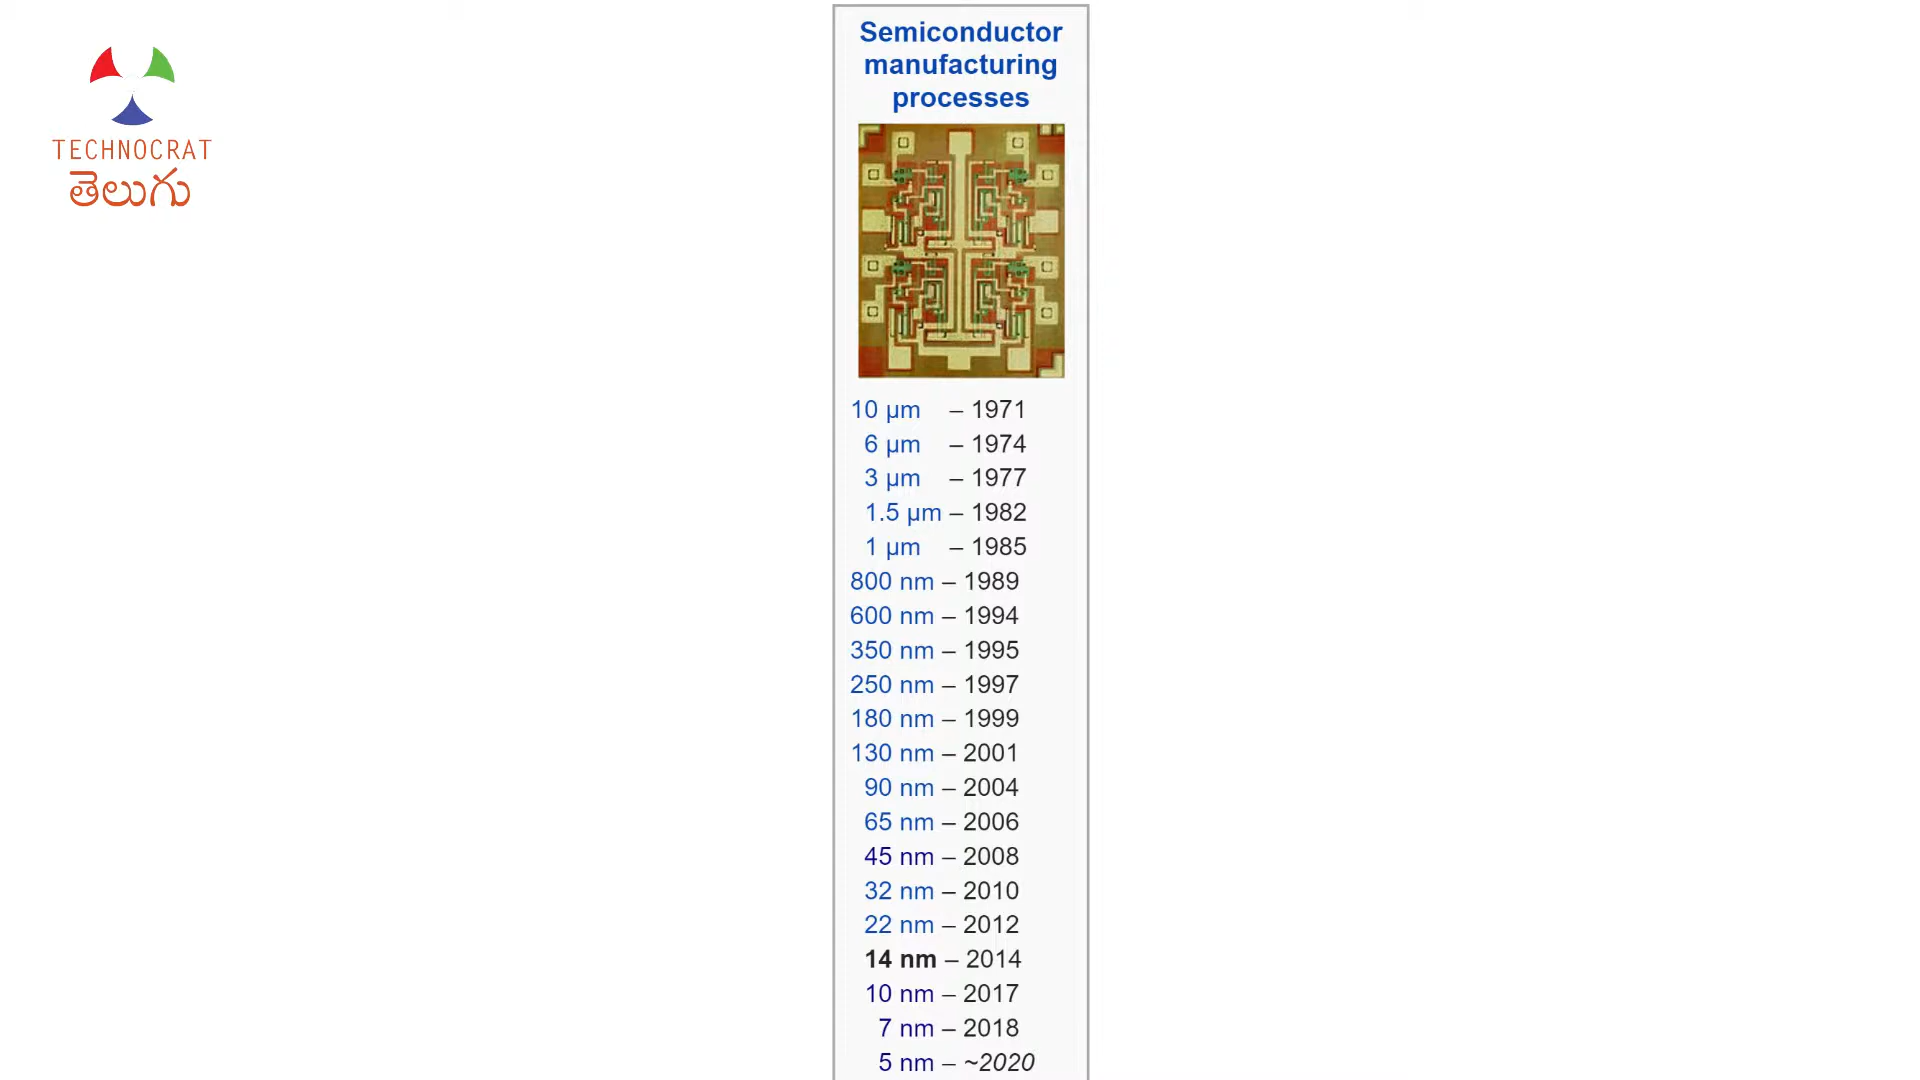 TECHNOCRAT
తెలుగు
Semiconductor
manufacturing
processes
10 µm – 1971
6 µm – 1974
3 µm – 1977
1.5 µm – 1982
1 µm – 1985
800 nm – 1989
600 nm – 1994
350 nm – 1995
250 nm – 1997
180 nm – 1999
130 nm – 2001
90 nm – 2004
65 nm – 2006
45 nm – 2008
32 nm – 2010
22 nm – 2012
14 nm – 2014
10 nm – 2017
7 nm – 2018
5 nm – ~2020